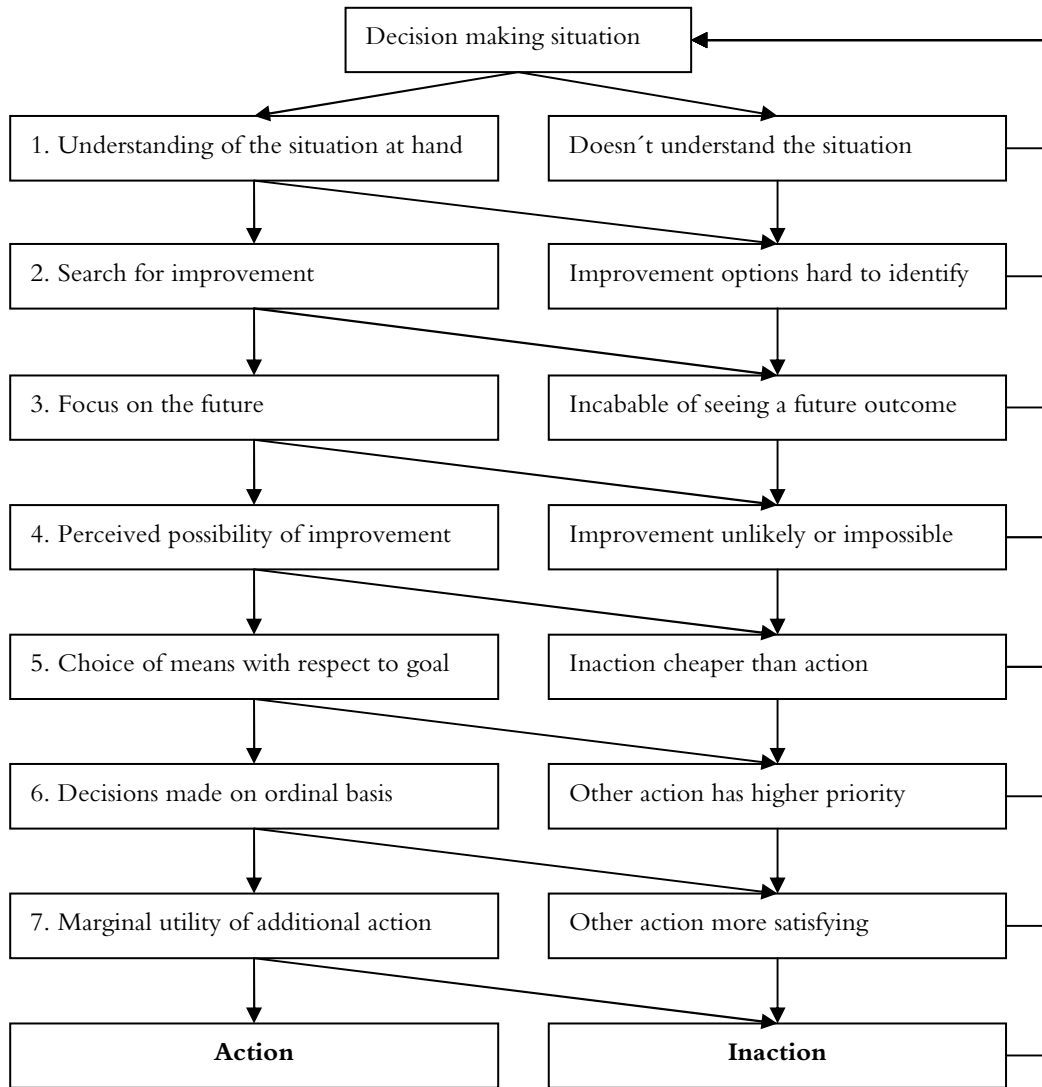 Decision making situation
1. Understanding of the situation at hand
Doesn´t understand the situation
2. Search for improvement
Improvement options hard to identify
3. Focus on the future
Incabable of seeing a future outcome
4. Perceived possibility of improvement
Improvement unlikely or impossible
5. Choice of means with respect to goal
Inaction cheaper than action
6. Decisions made on ordinal basis
Other action has higher priority
7. Marginal utility of additional action
Other action more satisfying
Action
Inaction